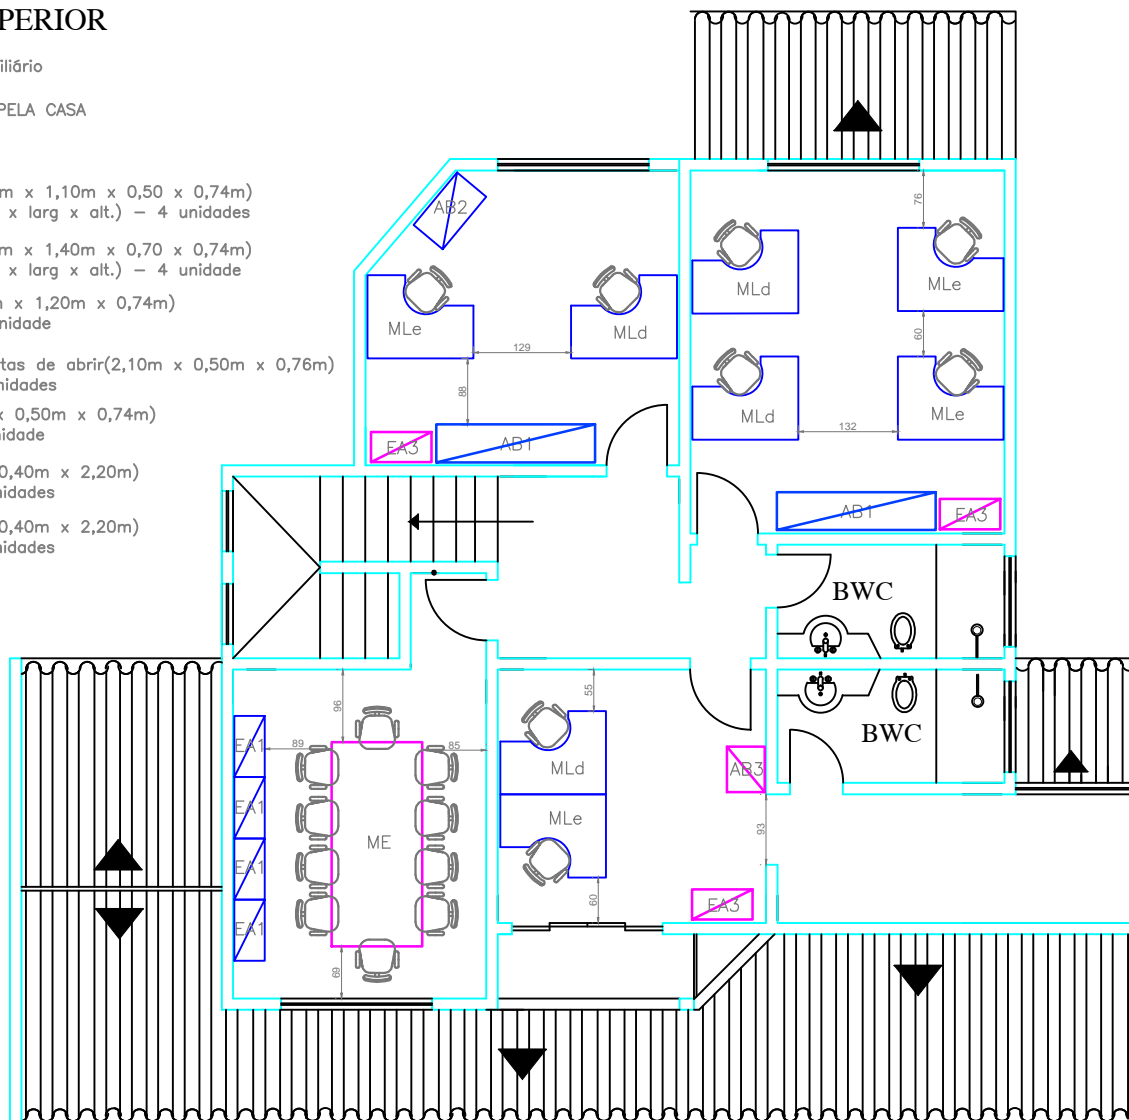 PERIOR
iliário
PELA CASA
m x 1,10m x 0,50 x 0,74m)
x larg x alt.) – 4 unidades
m x 1,40m x 0,70 x 0,74m)
x larg x alt.) – 4 unidade
m x 1,20m x 0,74m)
nidade
tas de abrir(2,10m x 0,50m x 0,76m)
nidades
x 0,50m x 0,74m)
nidade
0,40m x 2,20m)
nidades
0,40m x 2,20m)
nidades
AB2
MLe
MLd
129
88
EA3
AB1
76
MLd
MLe
60
MLd
MLe
132
AB1
EA3
BWC
BWC
96
89
85
EA1
EA1
EA1
EA1
ME
69
55
MLd
MLe
60
AB3
93
EA3